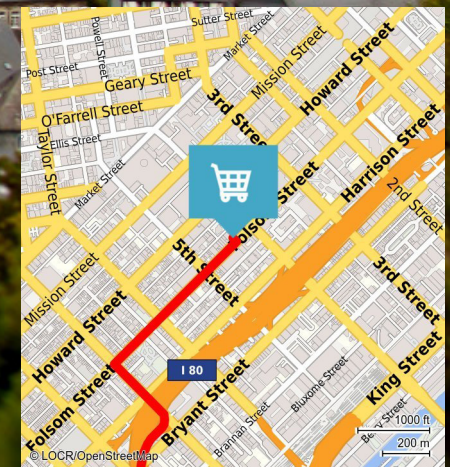 Sutter Street
Powell Street
Market Street
Post Street
Mission Street
Howard Street
Geary Street
O'Farrell Street
3rd Street
Ellis Street
Taylor Street
Harrison Street
Market Street
2nd Street
Folsom Street
5th Street
Mission Street
3rd Street
Howard Street
I 80
King Street
Folsom Street
Bryant Street
Bluxome Street
Brannan Street
Berry Street
1000 ft
200 m
© LOCR/OpenStreetMap